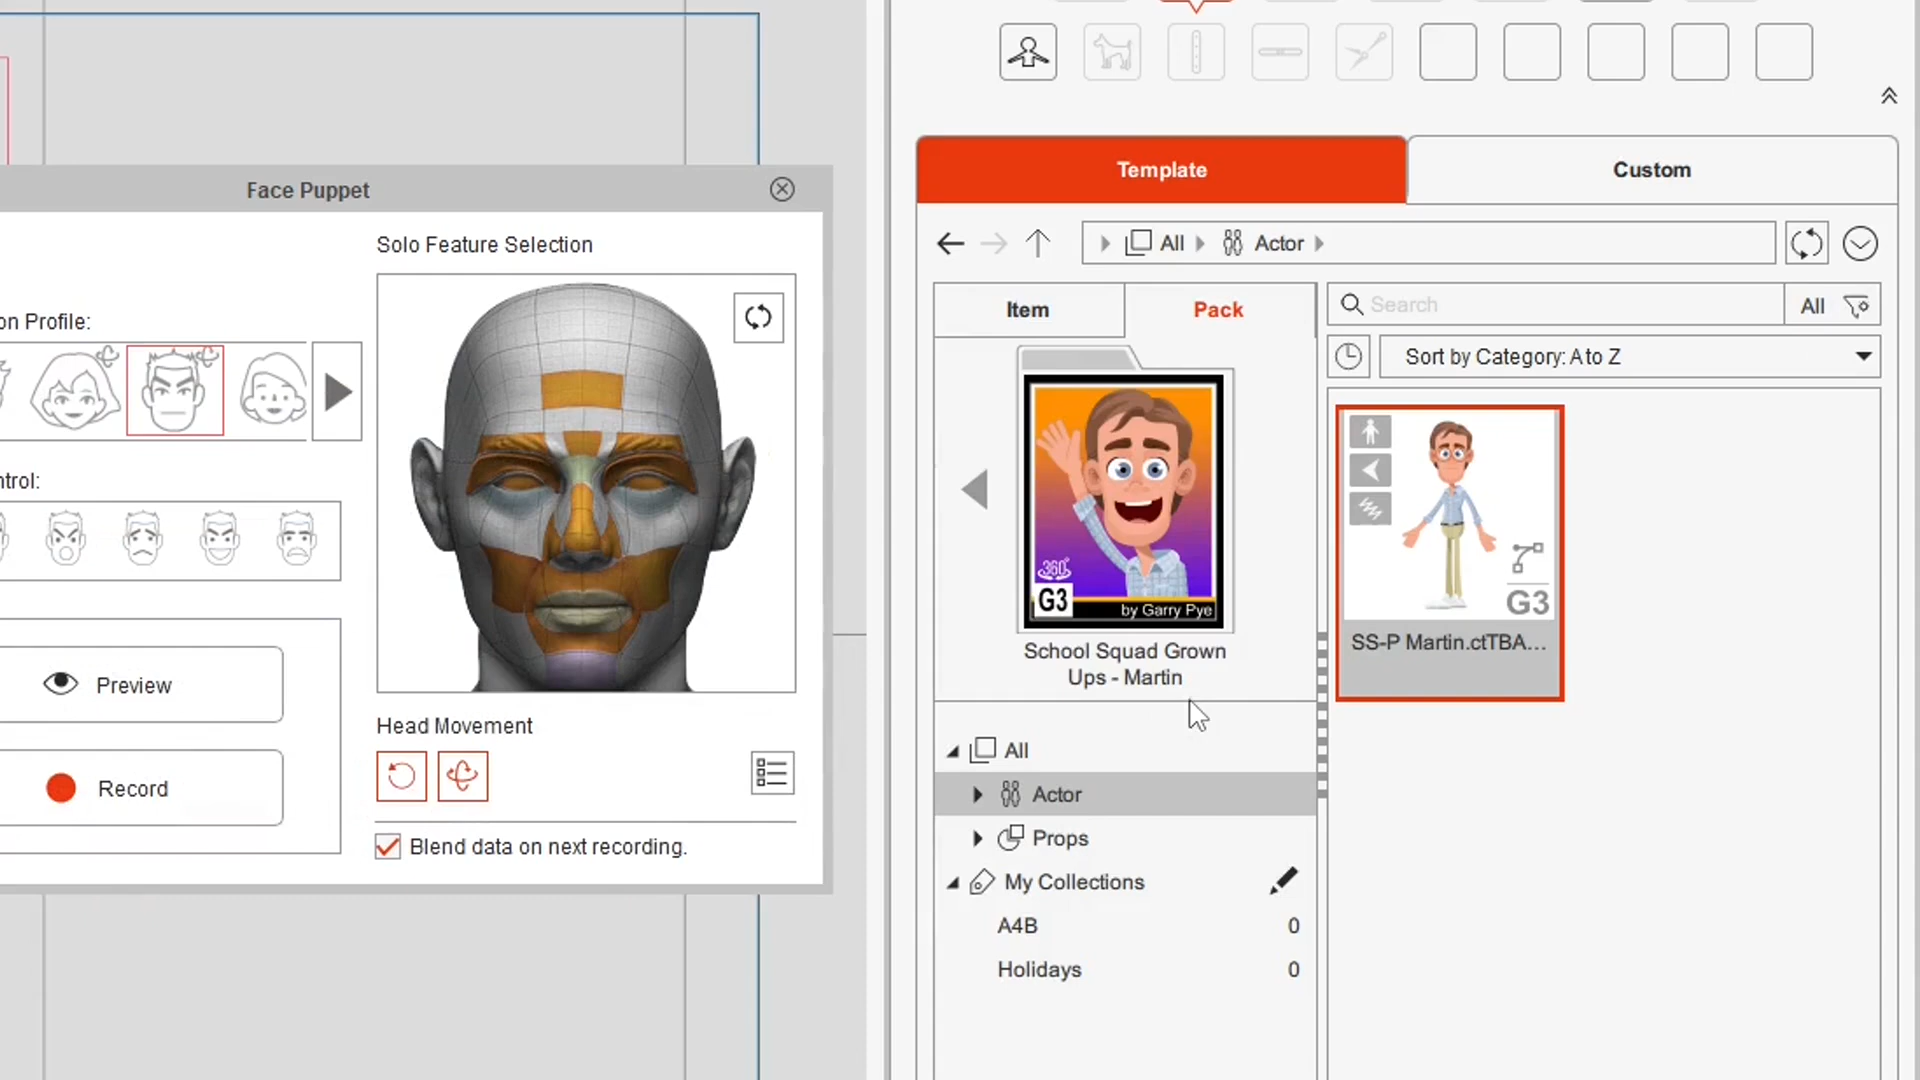 Face Puppet
Solo Feature Selection
on Profile:
ntrol:
Preview
Record
Head Movement
Blend data on next recording.
Template
Custom
All
Actor
Item
Pack
Search
All
Sort by Category: A to Z
360°
G3
by Garry Pye
School Squad Grown
Ups - Martin
G3
SS-P Martin.ctTBA...
All
Actor
Props
My Collections
A4B 0
Holidays 0